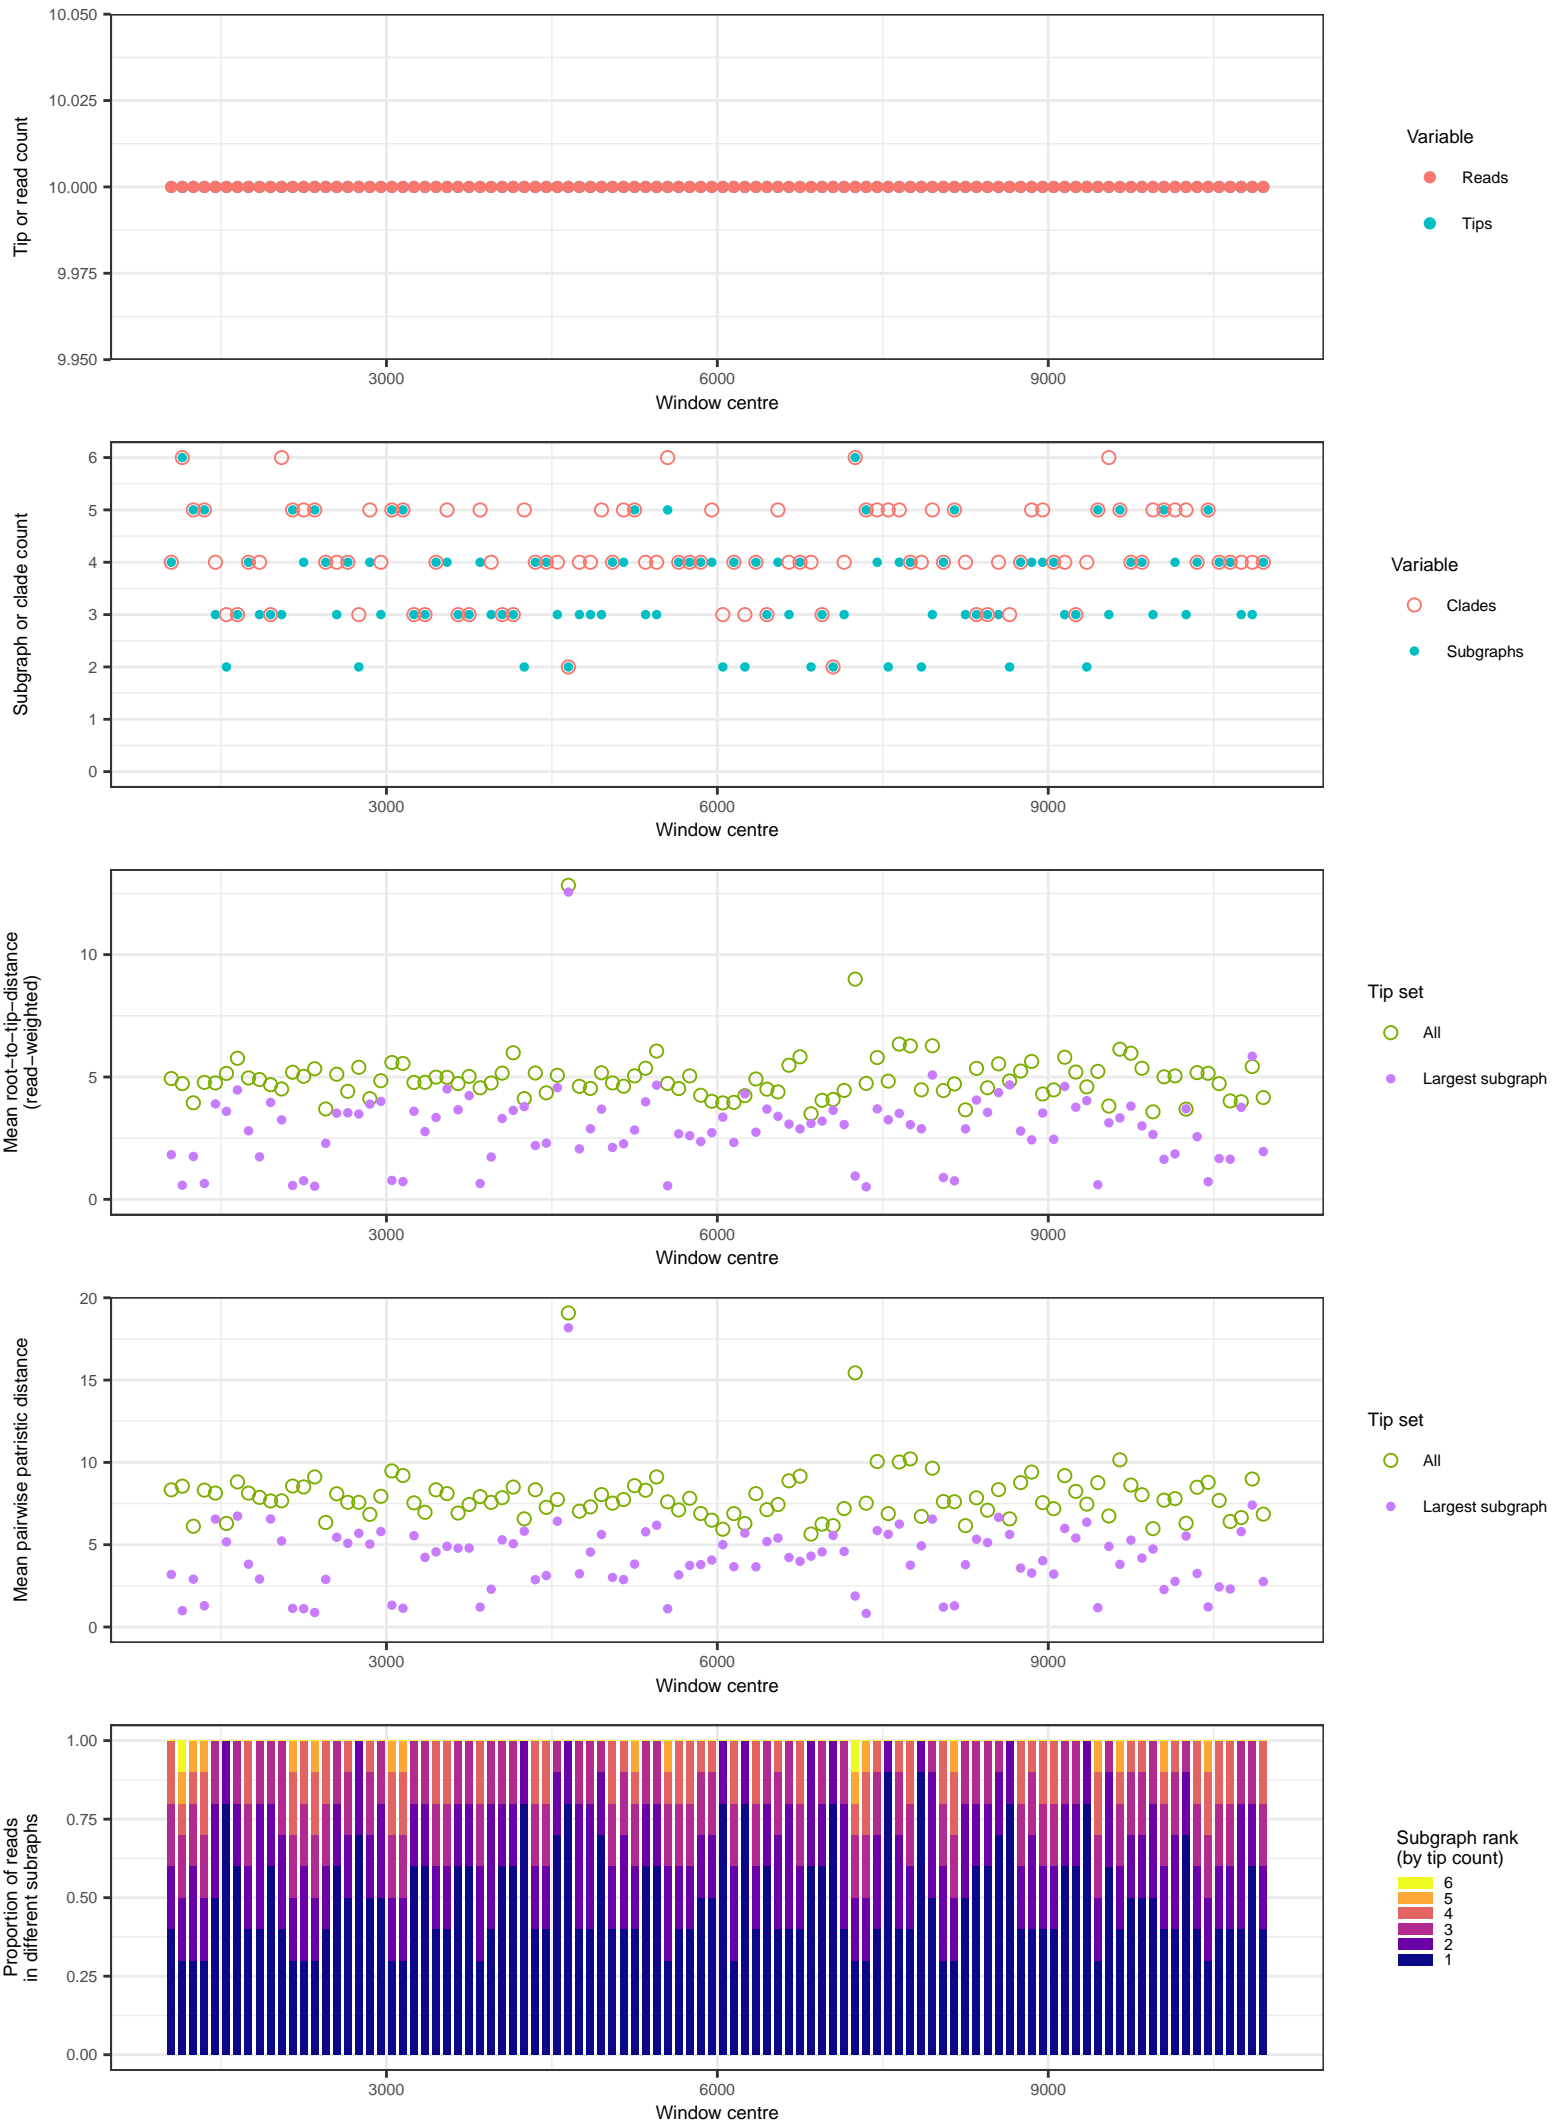 10.050
10.025
10.000
9.975
9.950
Tip or read count
3000
6000
9000
Window centre
Variable
Reads
Tips
6
5
4
3
2
1
0
Subgraph or clade count
3000
6000
9000
Window centre
Variable
Clades
Subgraphs
10
5
0
Mean root−to−tip−distance
(read−weighted)
3000
6000
9000
Window centre
Tip set
All
Largest subgraph
20
15
10
5
0
Mean pairwise patristic distance
3000
6000
9000
Window centre
Tip set
All
Largest subgraph
1.00
0.75
0.50
0.25
0.00
Proportion of reads
in different subraphs
3000
6000
9000
Window centre
Subgraph rank
(by tip count)
6
5
4
3
2
1